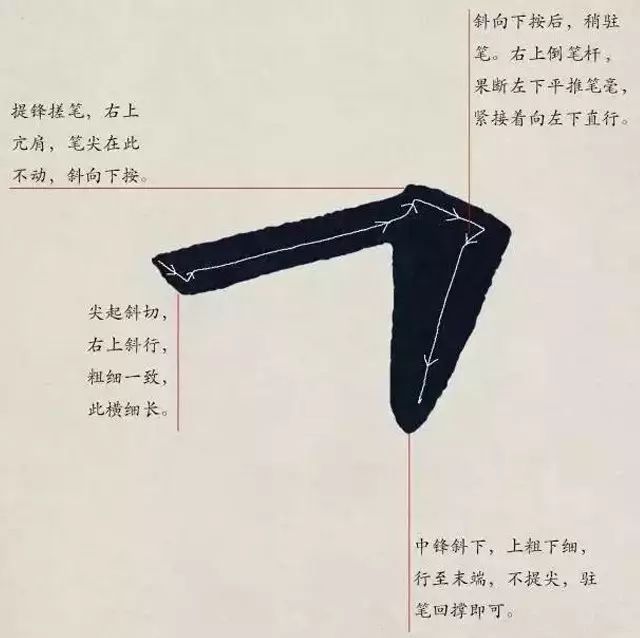 斜向下按后，稍驻
笔。右上倒笔杆，
果断左下平推笔毫，
紧接着向左下直行。
提锋搓笔，右上
亢肩，笔尖在此
不动，斜向下按。
尖起斜切，
右上斜行，
粗细一致，
此横细长。
中锋斜下，上粗下细，
行至末端，不提尖，驻
笔回撑即可。